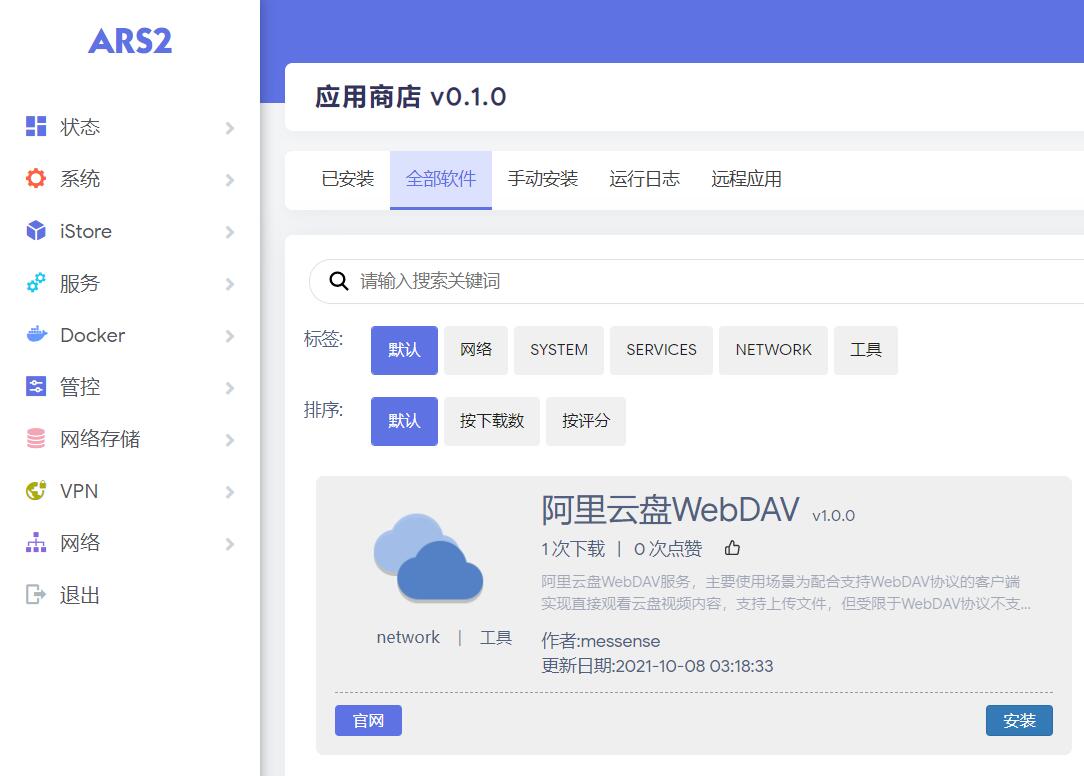 ARS2
状态
系统
iStore
服务
Docker
管控
网络存储
VPN
网络
退出
应用商店 v0.1.0
已安装 全部软件 手动安装 运行日志 远程应用
请输入搜索关键词
标签: 默认 网络 SYSTEM SERVICES NETWORK 工具
排序: 默认 按下载数 按评分
阿里云盘WebDAV v1.0.0
1 次下载 | 0 次点赞
阿里云盘WebDAV服务，主要使用场景为配合支持WebDAV协议的客户端
实现直接观看云盘视频内容，支持上传文件，但受限于WebDAV协议不支...
network | 工具
作者:messense
更新日期:2021-10-08 03:18:33
官网 安装